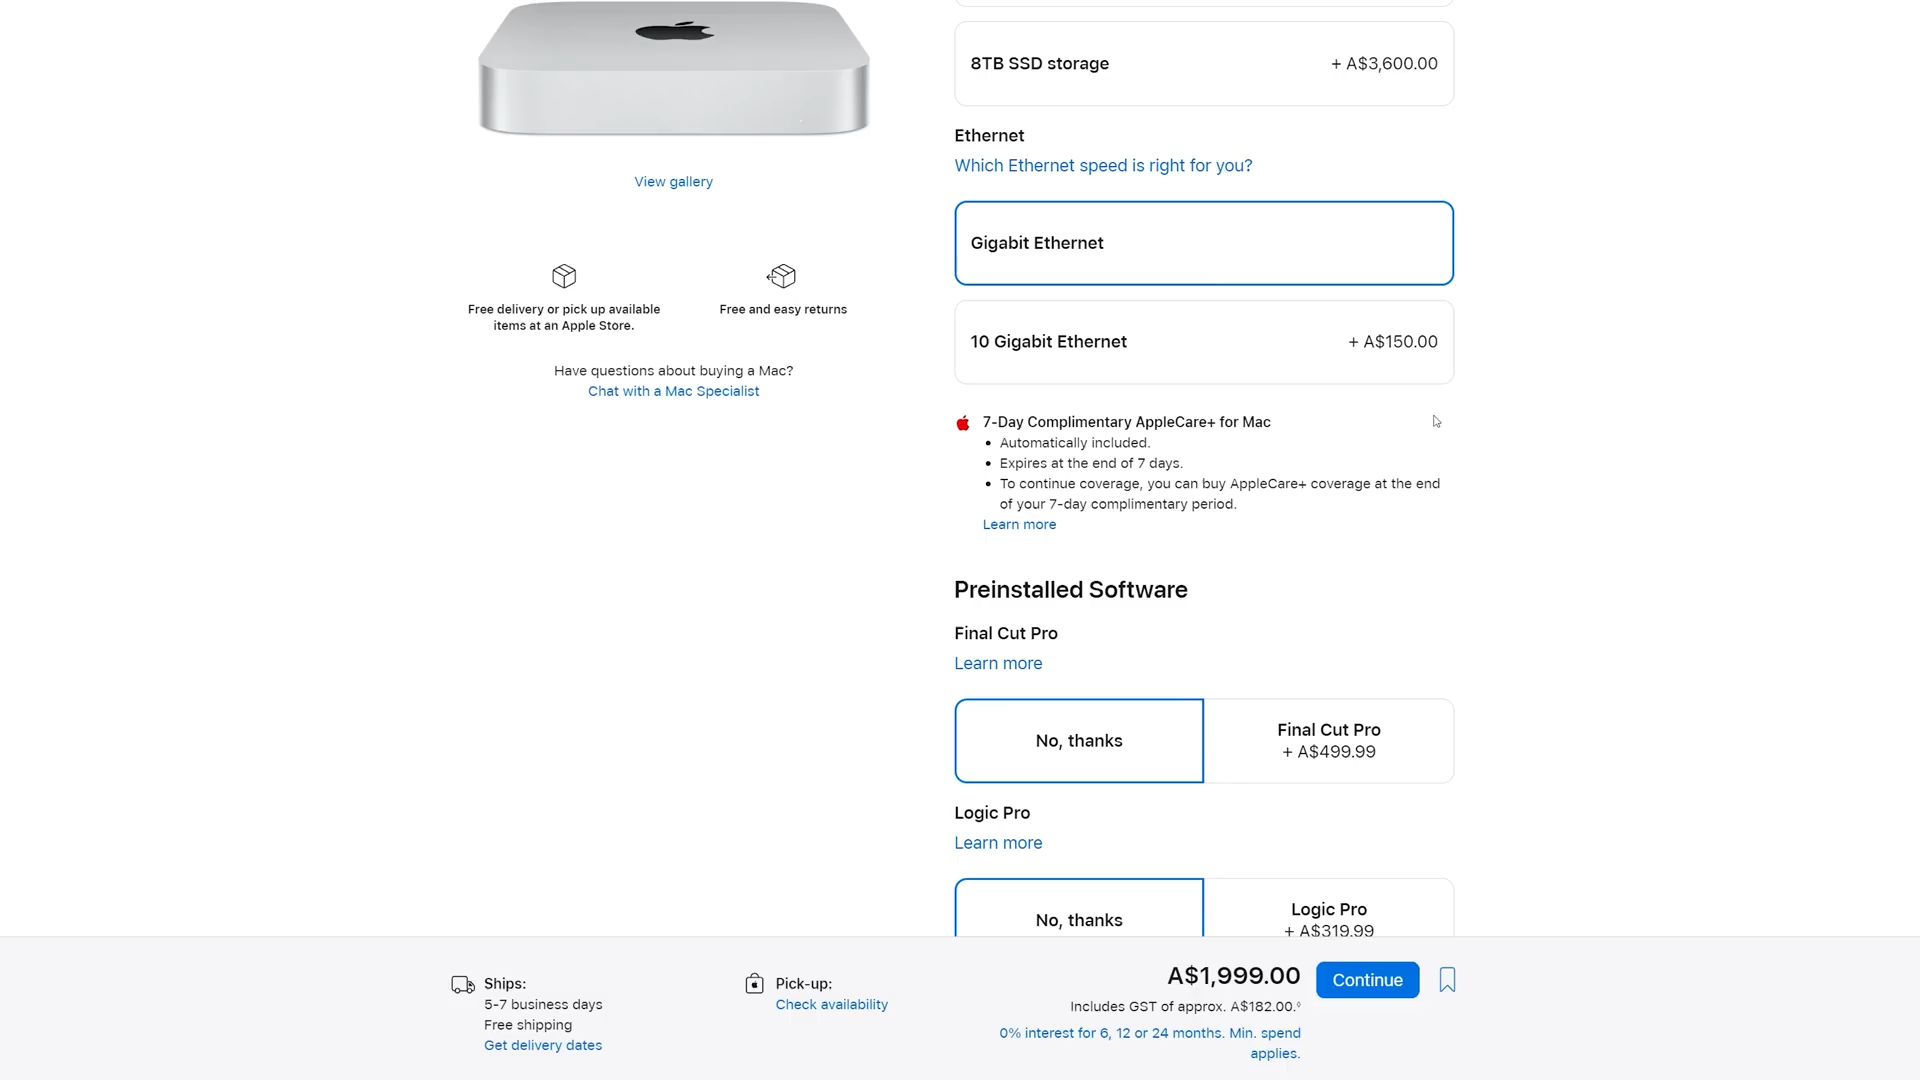 View gallery
Free delivery or pick up available
items at an Apple Store.
Free and easy returns
Have questions about buying a Mac?
Chat with a Mac Specialist
8TB SSD storage + A$3,600.00
Ethernet
Which Ethernet speed is right for you?
Gigabit Ethernet
10 Gigabit Ethernet + A$150.00
7-Day Complimentary AppleCare+ for Mac
• Automatically included.
• Expires at the end of 7 days.
• To continue coverage, you can buy AppleCare+ coverage at the end
of your 7-day complimentary period.
Learn more
Preinstalled Software
Final Cut Pro
Learn more
No, thanks
Final Cut Pro
+ A$499.99
Logic Pro
Learn more
No, thanks
Logic Pro
+ A$319.99
Ships:
5-7 business days
Free shipping
Get delivery dates
Pick-up:
Check availability
A$1,999.00
Includes GST of approx. A$182.00.◊
0% interest for 6, 12 or 24 months. Min. spend
applies.
Continue